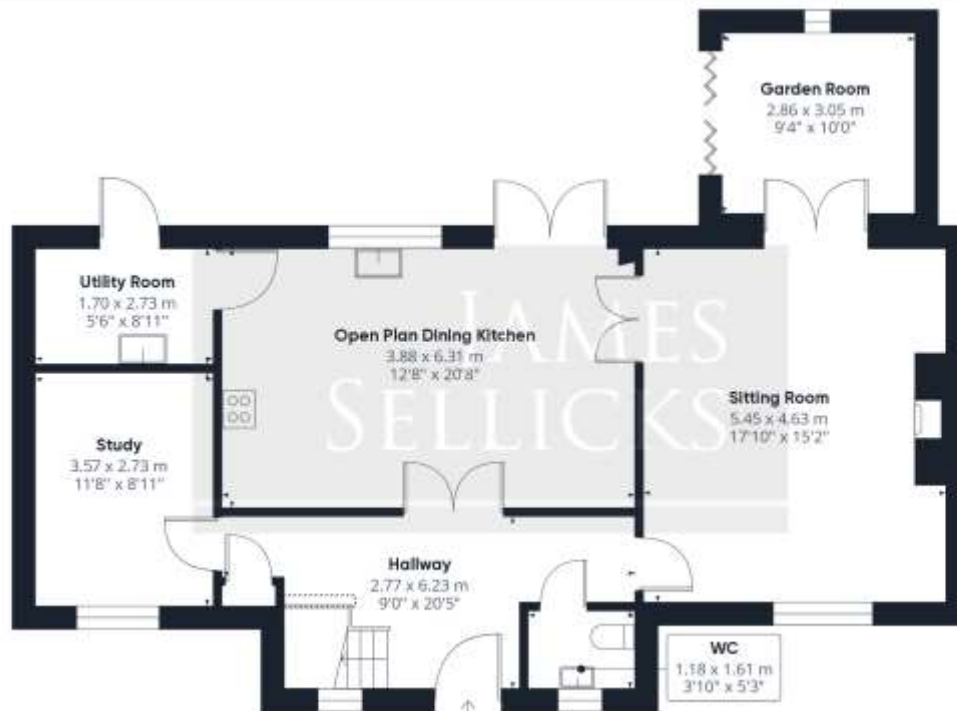 Garden Room
2.86 x 3.05 m
9'4" x 10'0"
Utility Room
1.70 x 2.73 m
5'6" x 8'11"
Open Plan Dining Kitchen
3.88 x 6.31 m
12'8" x 20'8"
JAMES
SELLICKS
Sitting Room
5.45 x 4.63 m
17'10" x 15'2"
Study
3.57 x 2.73 m
11'8" x 8'11"
Hallway
2.77 x 6.23 m
9'0" x 20'5"
WC
1.18 x 1.61 m
3'10" x 5'3"